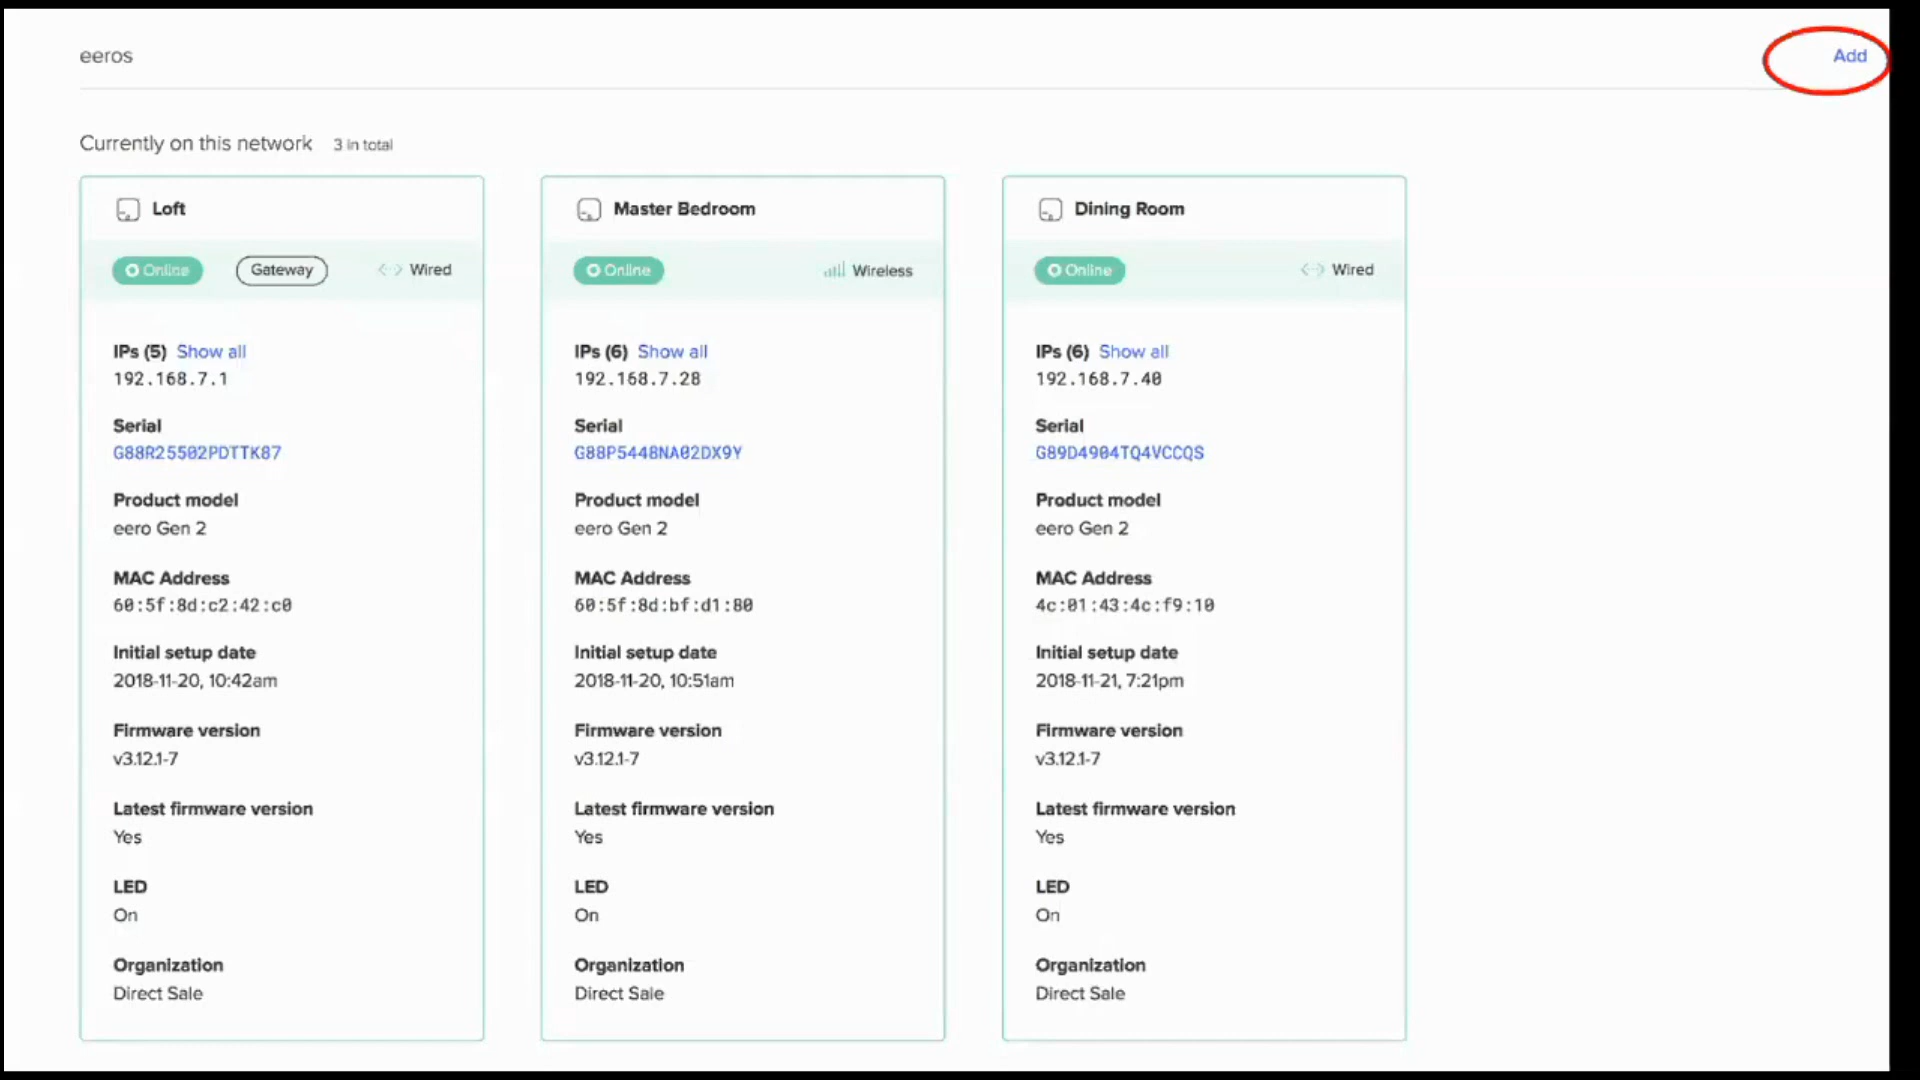 eeros
Add
Currently on this network 3 in total
Loft
Online Gateway <··> Wired
IPs (5) Show all
192.168.7.1
Serial
G88R25502PDTTK87
Product model
eero Gen 2
MAC Address
60:5f:8d:c2:42:c0
Initial setup date
2018-11-20, 10:42am
Firmware version
v3.12.1-7
Latest firmware version
Yes
LED
On
Organization
Direct Sale
Master Bedroom
Online Wireless
IPs (6) Show all
192.168.7.28
Serial
G88P5448NA02DX9Y
Product model
eero Gen 2
MAC Address
60:5f:8d:bf:d1:80
Initial setup date
2018-11-20, 10:51am
Firmware version
v3.12.1-7
Latest firmware version
Yes
LED
On
Organization
Direct Sale
Dining Room
Online <··> Wired
IPs (6) Show all
192.168.7.40
Serial
G89D4904TQ4VCCQS
Product model
eero Gen 2
MAC Address
4c:01:43:4c:f9:10
Initial setup date
2018-11-21, 7:21pm
Firmware version
v3.12.1-7
Latest firmware version
Yes
LED
On
Organization
Direct Sale